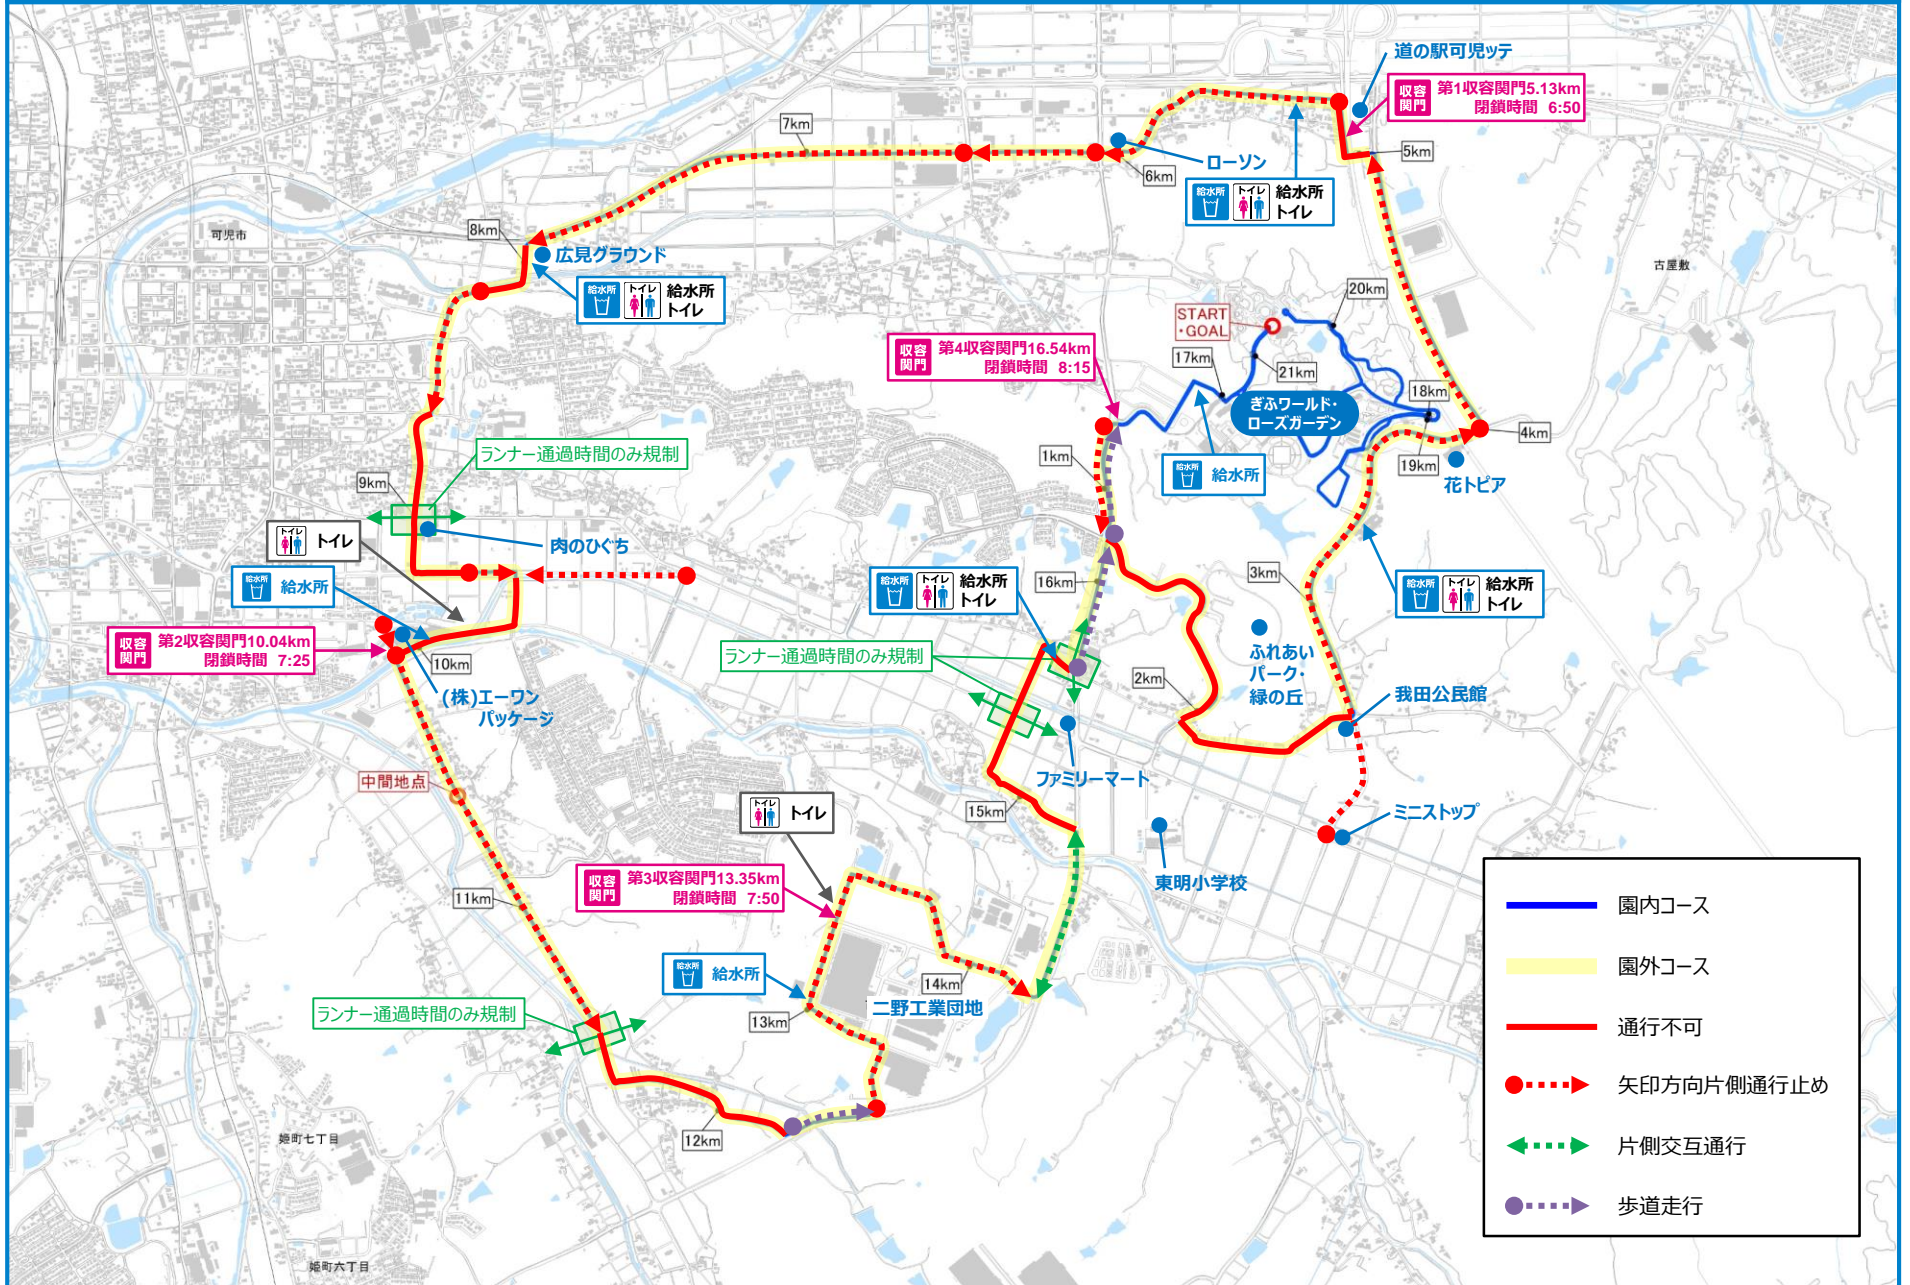 道の駅可児ッテ
収容
関門
第1収容関門5.13km
閉鎖時間 6:50
7km
5km
ローソン
6km
給水所
トイレ
給水所
トイレ
8km
可児市
広見グラウンド
給水所
トイレ
給水所
トイレ
古屋敷
20km
START
・GOAL
収容
関門
第4収容関門16.54km
閉鎖時間 8:15
17km
21km
18km
ぎふワールド・
ローズガーデン
4km
ランナー通過時間のみ規制
1km
19km
給水所
給水所
花トピア
9km
トイレ
トイレ
肉のひぐち
給水所
給水所
16km
給水所
トイレ
給水所
トイレ
3km
給水所
トイレ
給水所
トイレ
収容
関門
第2収容関門10.04km
閉鎖時間 7:25
10km
ランナー通過時間のみ規制
ふれあい
パーク・
緑の丘
2km
我田公民館
(株)エーワン
パッケージ
中間地点
ファミリーマート
15km
トイレ
トイレ
ミニストップ
収容
関門
第3収容関門13.35km
閉鎖時間 7:50
東明小学校
11km
給水所
給水所
14km
二野工業団地
13km
ランナー通過時間のみ規制
12km
姫町七丁目
姫町六丁目
園内コース
園外コース
通行不可
矢印方向片側通行止め
片側交互通行
歩道走行